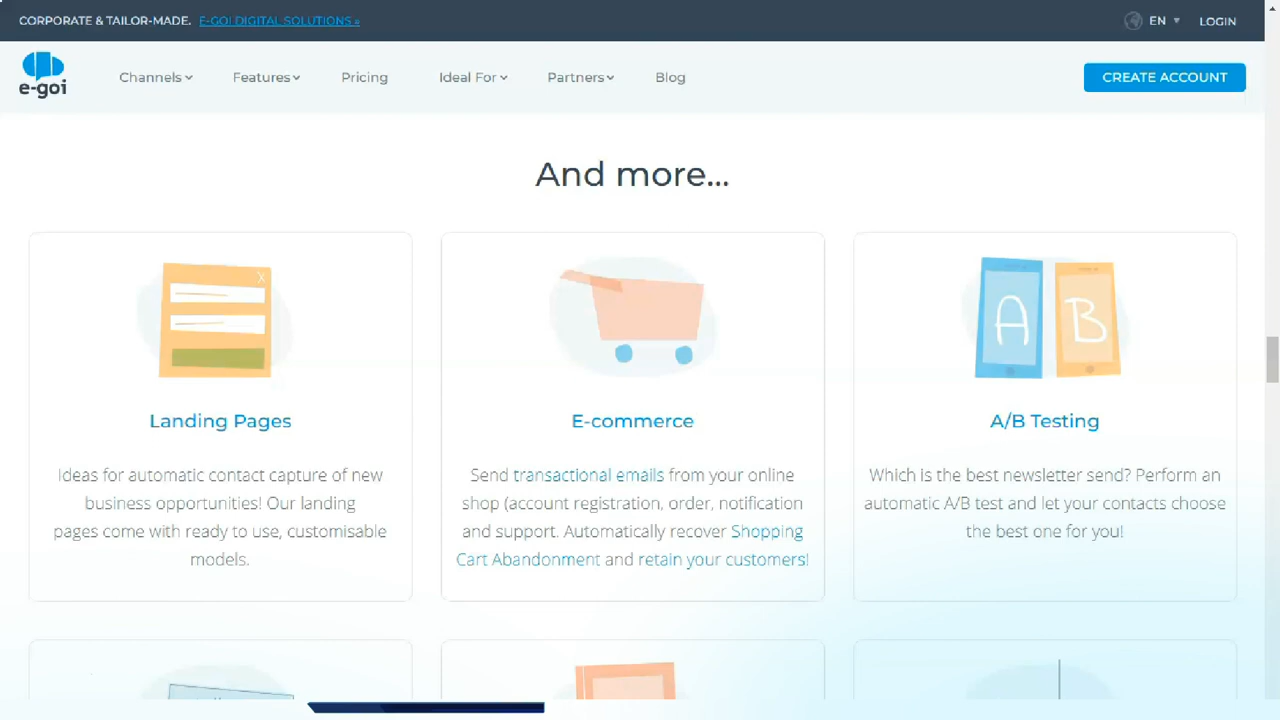 CORPORATE & TAILOR-MADE. E-GOI DIGITAL SOLUTIONS »
EN LOGIN
e-goi
Channels Features Pricing Ideal For Partners Blog
CREATE ACCOUNT
And more...
X
A B
Landing Pages
Ideas for automatic contact capture of new
business opportunities! Our landing
pages come with ready to use, customisable
models.
E-commerce
Send transactional emails from your online
shop (account registration, order, notification
and support. Automatically recover Shopping
Cart Abandonment and retain your customers!
A/B Testing
Which is the best newsletter send? Perform an
automatic A/B test and let your contacts choose
the best one for you!